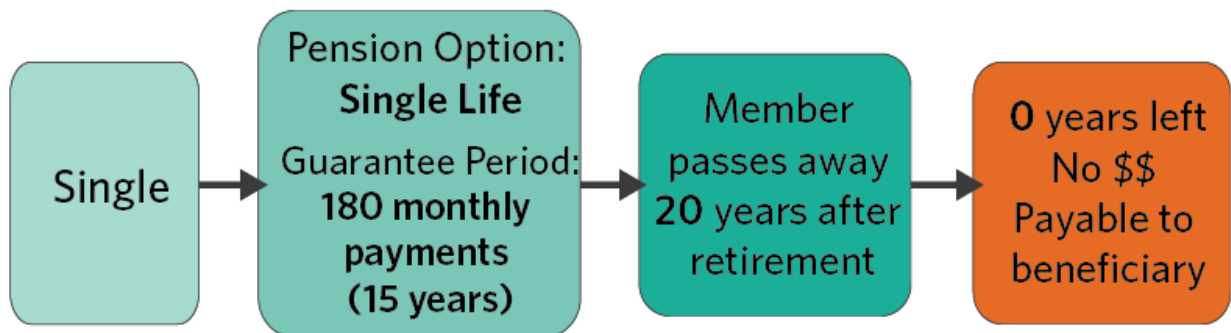 Single
Pension Option:
Single Life
Guarantee Period:
180 monthly
payments
(15 years)
Member
passes away
20 years after
retirement
0 years left
No $$
Payable to
beneficiary